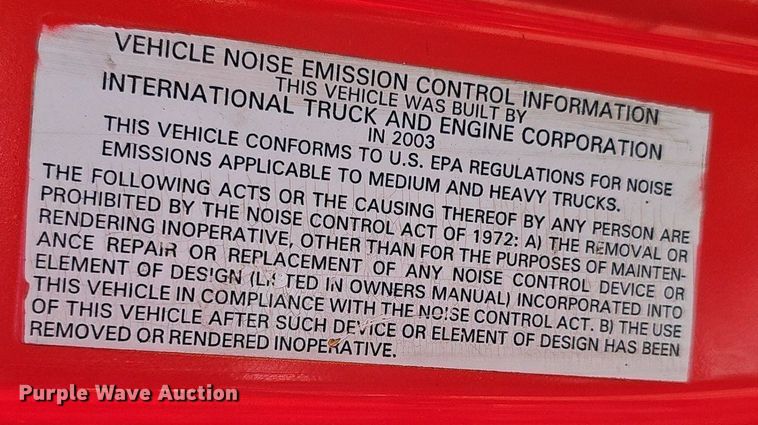 VEHICLE NOISE EMISSION CONTROL INFORMATION
THIS VEHICLE WAS BUILT BY
INTERNATIONAL TRUCK AND ENGINE CORPORATION
IN 2003
THIS VEHICLE CONFORMS TO U.S. EPA REGULATIONS FOR NOISE
EMISSIONS APPLICABLE TO MEDIUM AND HEAVY TRUCKS.
THE FOLLOWING ACTS OR THE CAUSING THEREOF BY ANY PERSON ARE
PROHIBITED BY THE NOISE CONTROL ACT OF 1972: A) THE REMOVAL OR
RENDERING INOPERATIVE, OTHER THAN FOR THE PURPOSES OF MAINTEN-
ANCE REPAIR OR REPLACEMENT OF ANY NOISE CONTROL DEVICE OR
ELEMENT OF DESIGN (LISTED IN OWNERS MANUAL) INCORPORATED INTO
THIS VEHICLE IN COMPLIANCE WITH THE NOISE CONTROL ACT. B) THE USE
OF THIS VEHICLE AFTER SUCH DEVICE OR ELEMENT OF DESIGN HAS BEEN
REMOVED OR RENDERED INOPERATIVE.
Purple Wave Auction